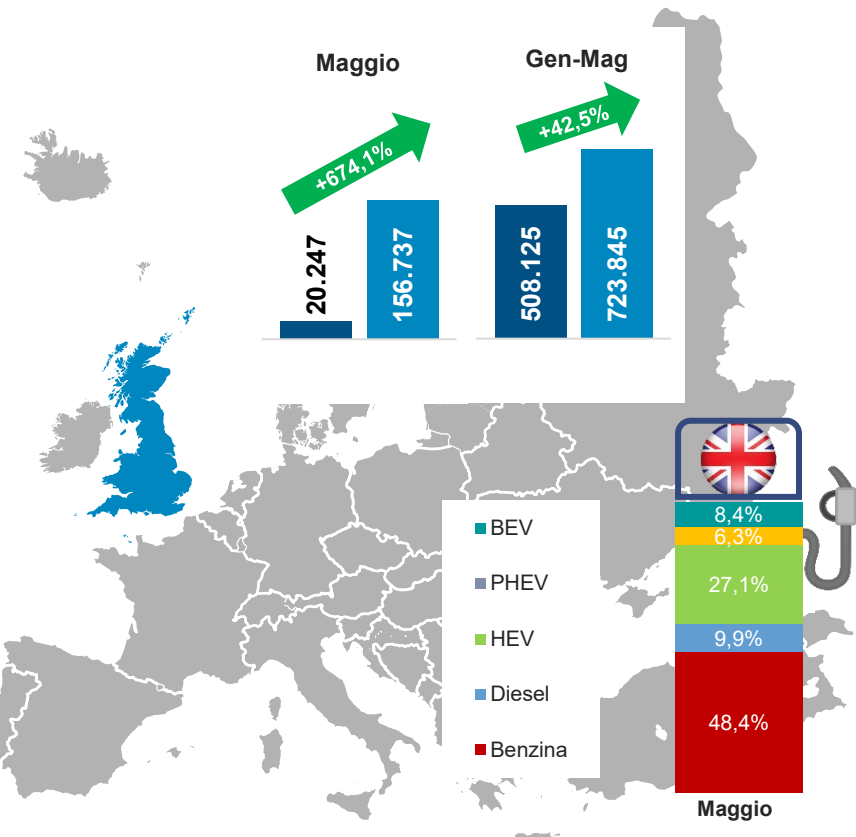 Maggio
Gen-Mag
+674,1%
+42,5%
20.247
156.737
508.125
723.845
BEV
PHEV
HEV
Diesel
Benzina
8,4%
6,3%
27,1%
9,9%
48,4%
Maggio